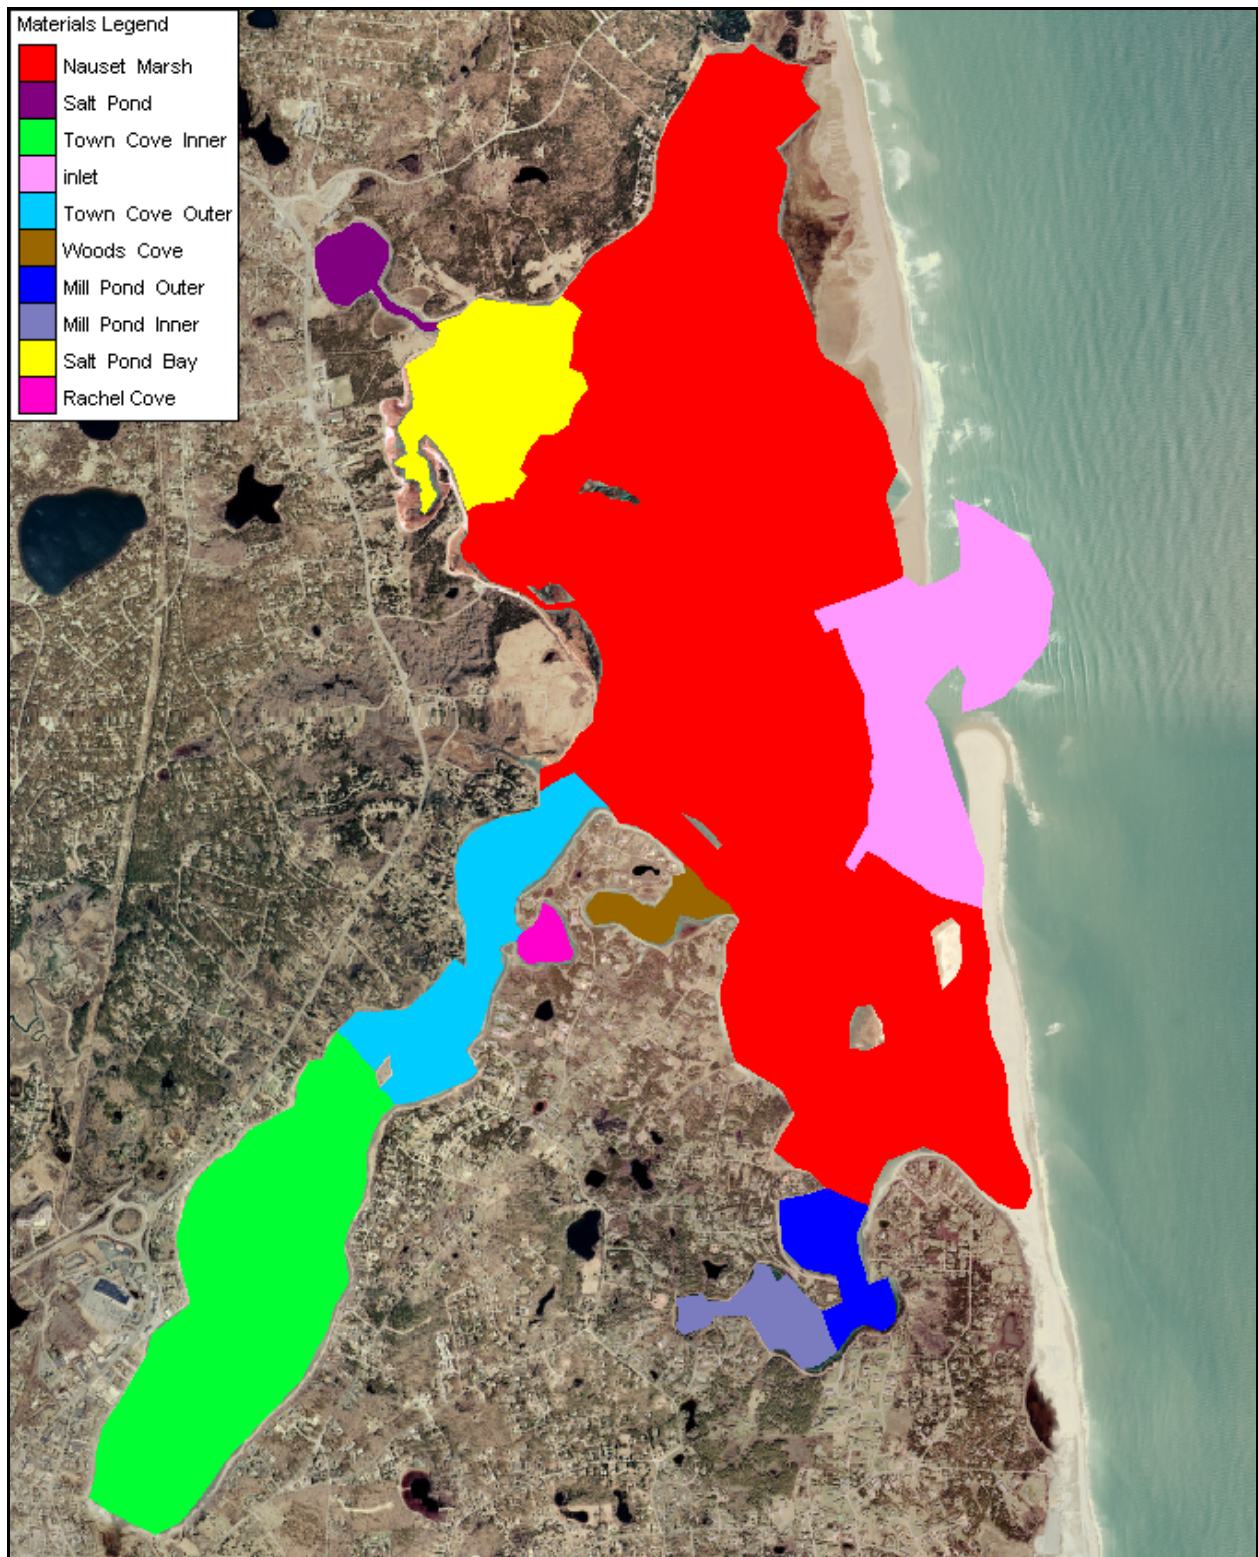 Materials Legend
Nauset Marsh
Salt Pond
Town Cove Inner
inlet
Town Cove Outer
Woods Cove
Mill Pond Outer
Mill Pond Inner
Salt Pond Bay
Rachel Cove